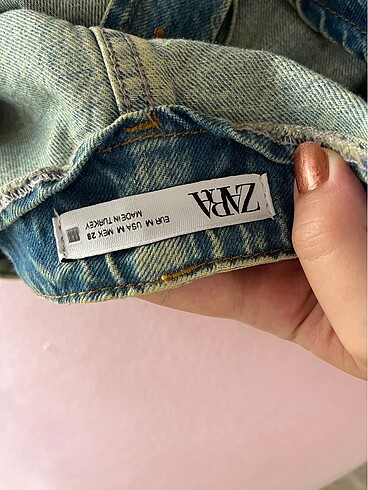 ZARA
EUR M USA M MEX 28
MADE IN TURKEY